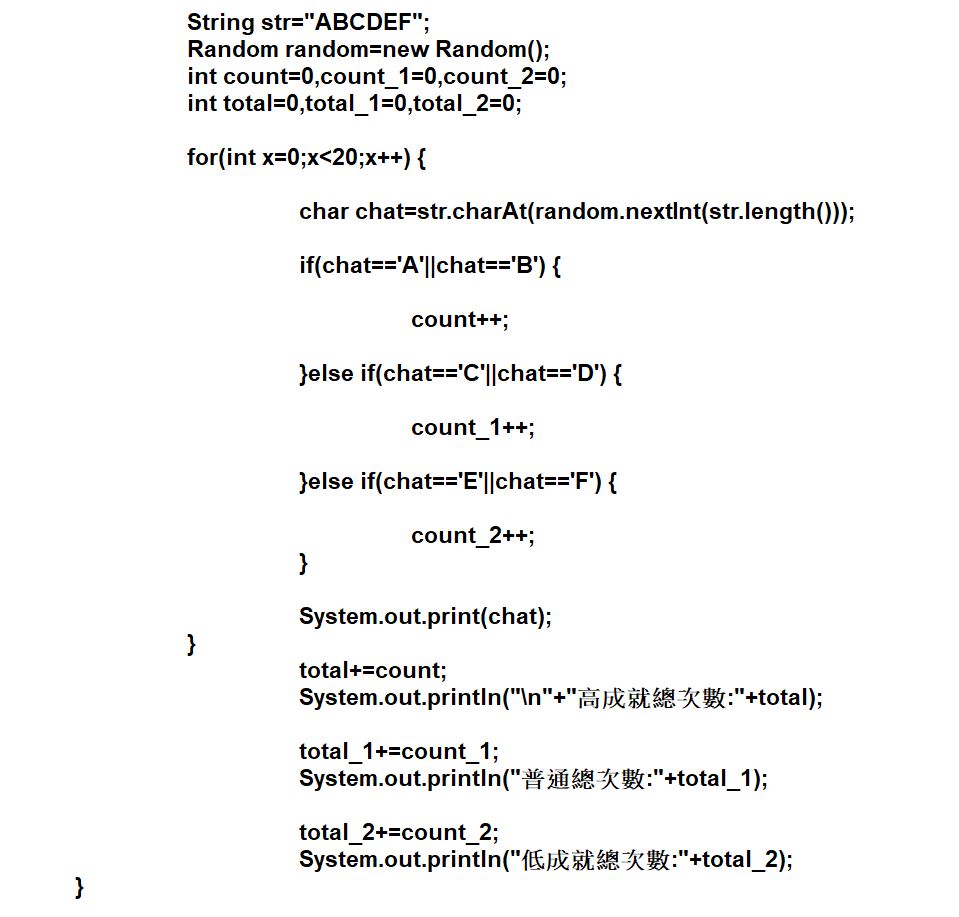 String str="ABCDEF";
Random random=new Random();
int count=0,count_1=0,count_2=0;
int total=0,total_1=0,total_2=0;
for(int x=0;x<20;x++) {
char chat=str.charAt(random.nextInt(str.length()));
if(chat=='A'||chat=='B') {
count++;
}else if(chat=='C'||chat=='D') {
count_1++;
}else if(chat=='E'||chat=='F') {
count_2++;
}
System.out.print(chat);
}
total+=count;
System.out.println("\n"+"高成就總次數:"+total);
total_1+=count_1;
System.out.println("普通總次數:"+total_1);
total_2+=count_2;
System.out.println("低成就總次數:"+total_2);
}